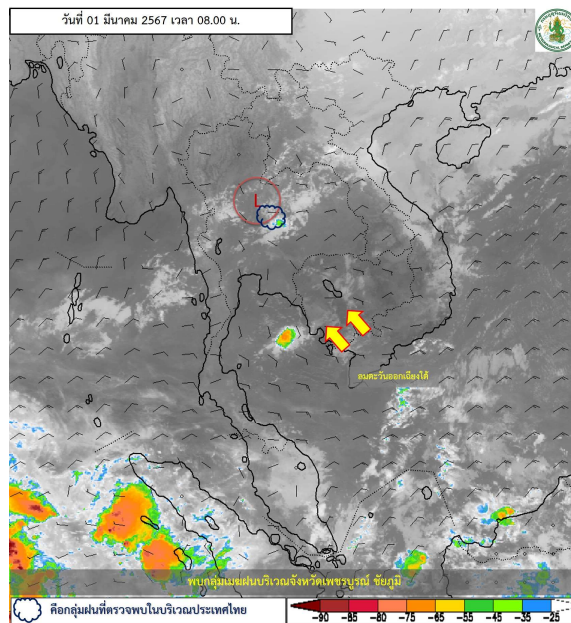 วันที่ 01 มีนาคม 2567 เวลา 08.00 น.
L
ลมตะวันออกเฉียงใต้
พบกลุ่มเมฆฝนบริเวณจังหวัดเพชรบูรณ์ ชัยภูมิ
คือกลุ่มฝนที่ตรวจพบในบริเวณประเทศไทย
-90 -85 -80 -75 -65 -55 -45 -35 -25